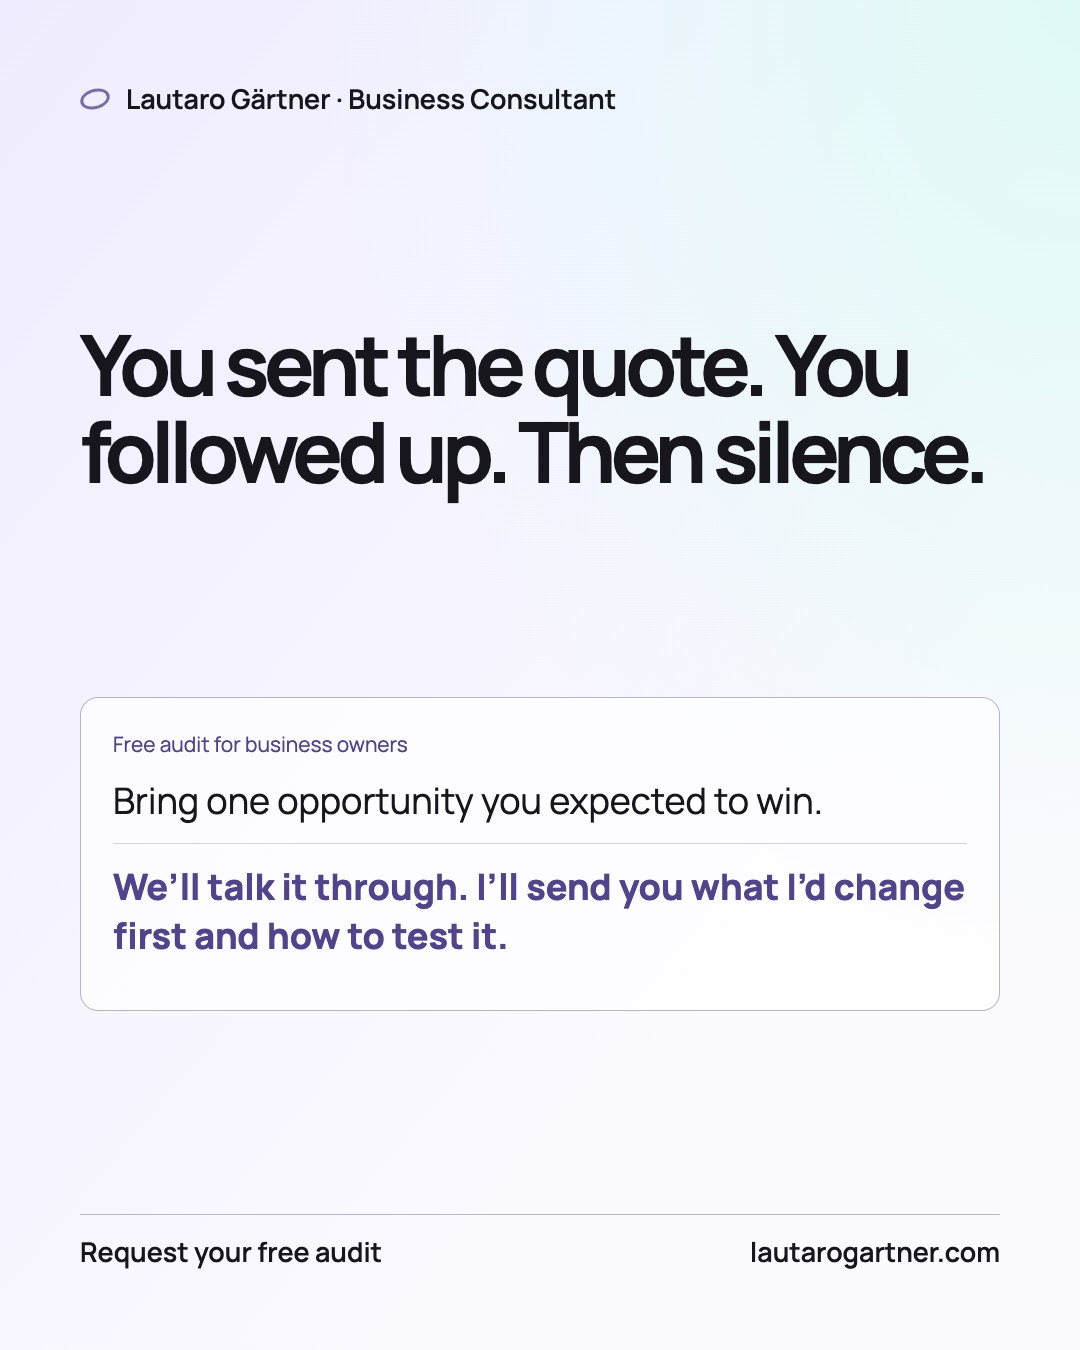 Lautaro Gärtner · Business Consultant
You sent the quote. You
followed up. Then silence.
Free audit for business owners
Bring one opportunity you expected to win.
We’ll talk it through. I’ll send you what I’d change
first and how to test it.
Request your free audit
lautarogartner.com